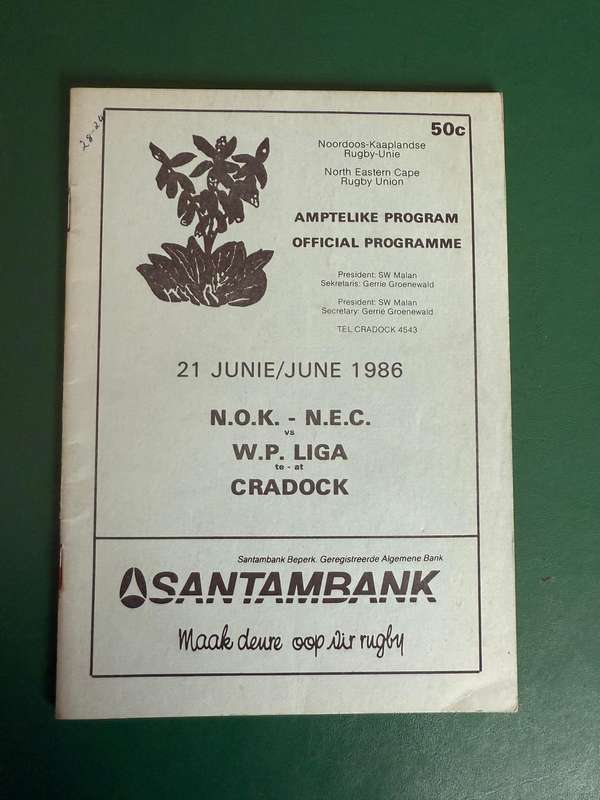 28-24
50c
Noordoos-Kaaplandse
Rugby-Unie
North Eastern Cape
Rugby Union
AMPTELIKE PROGRAM
OFFICIAL PROGRAMME
President: SW Malan
Sekretaris: Gerrie Groenewald
President: SW Malan
Secretary: Gerrie Groenewald
TEL CRADOCK 4543
21 JUNIE/JUNE 1986
N.O.K. - N.E.C.
vs
W.P. LIGA
te - at
CRADOCK
Santambank Beperk. Geregistreerde Algemene Bank
SANTAMBANK
Maak deure oop vir rugby